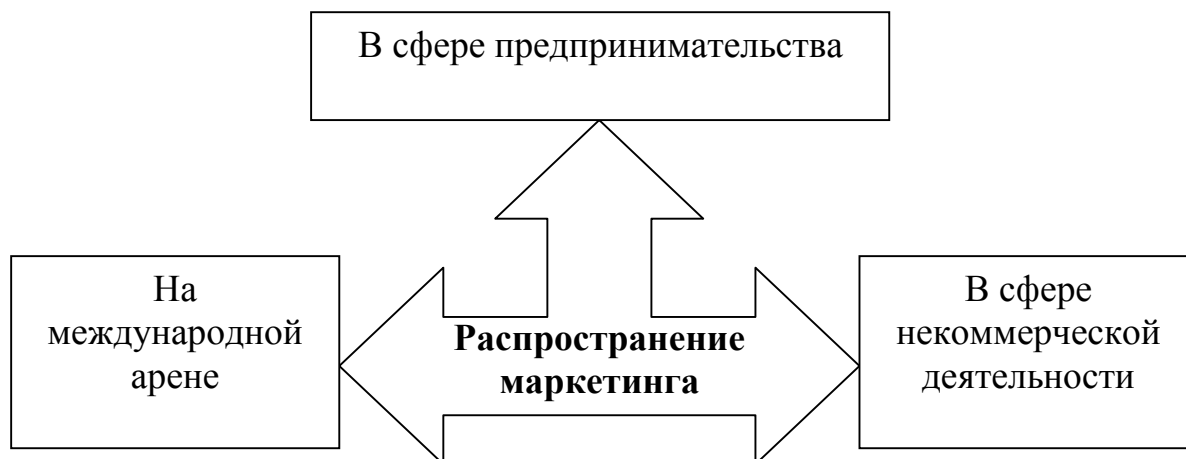 В сфере предпринимательства
На
международной
арене
Распространение
маркетинга
В сфере
некоммерческой
деятельности